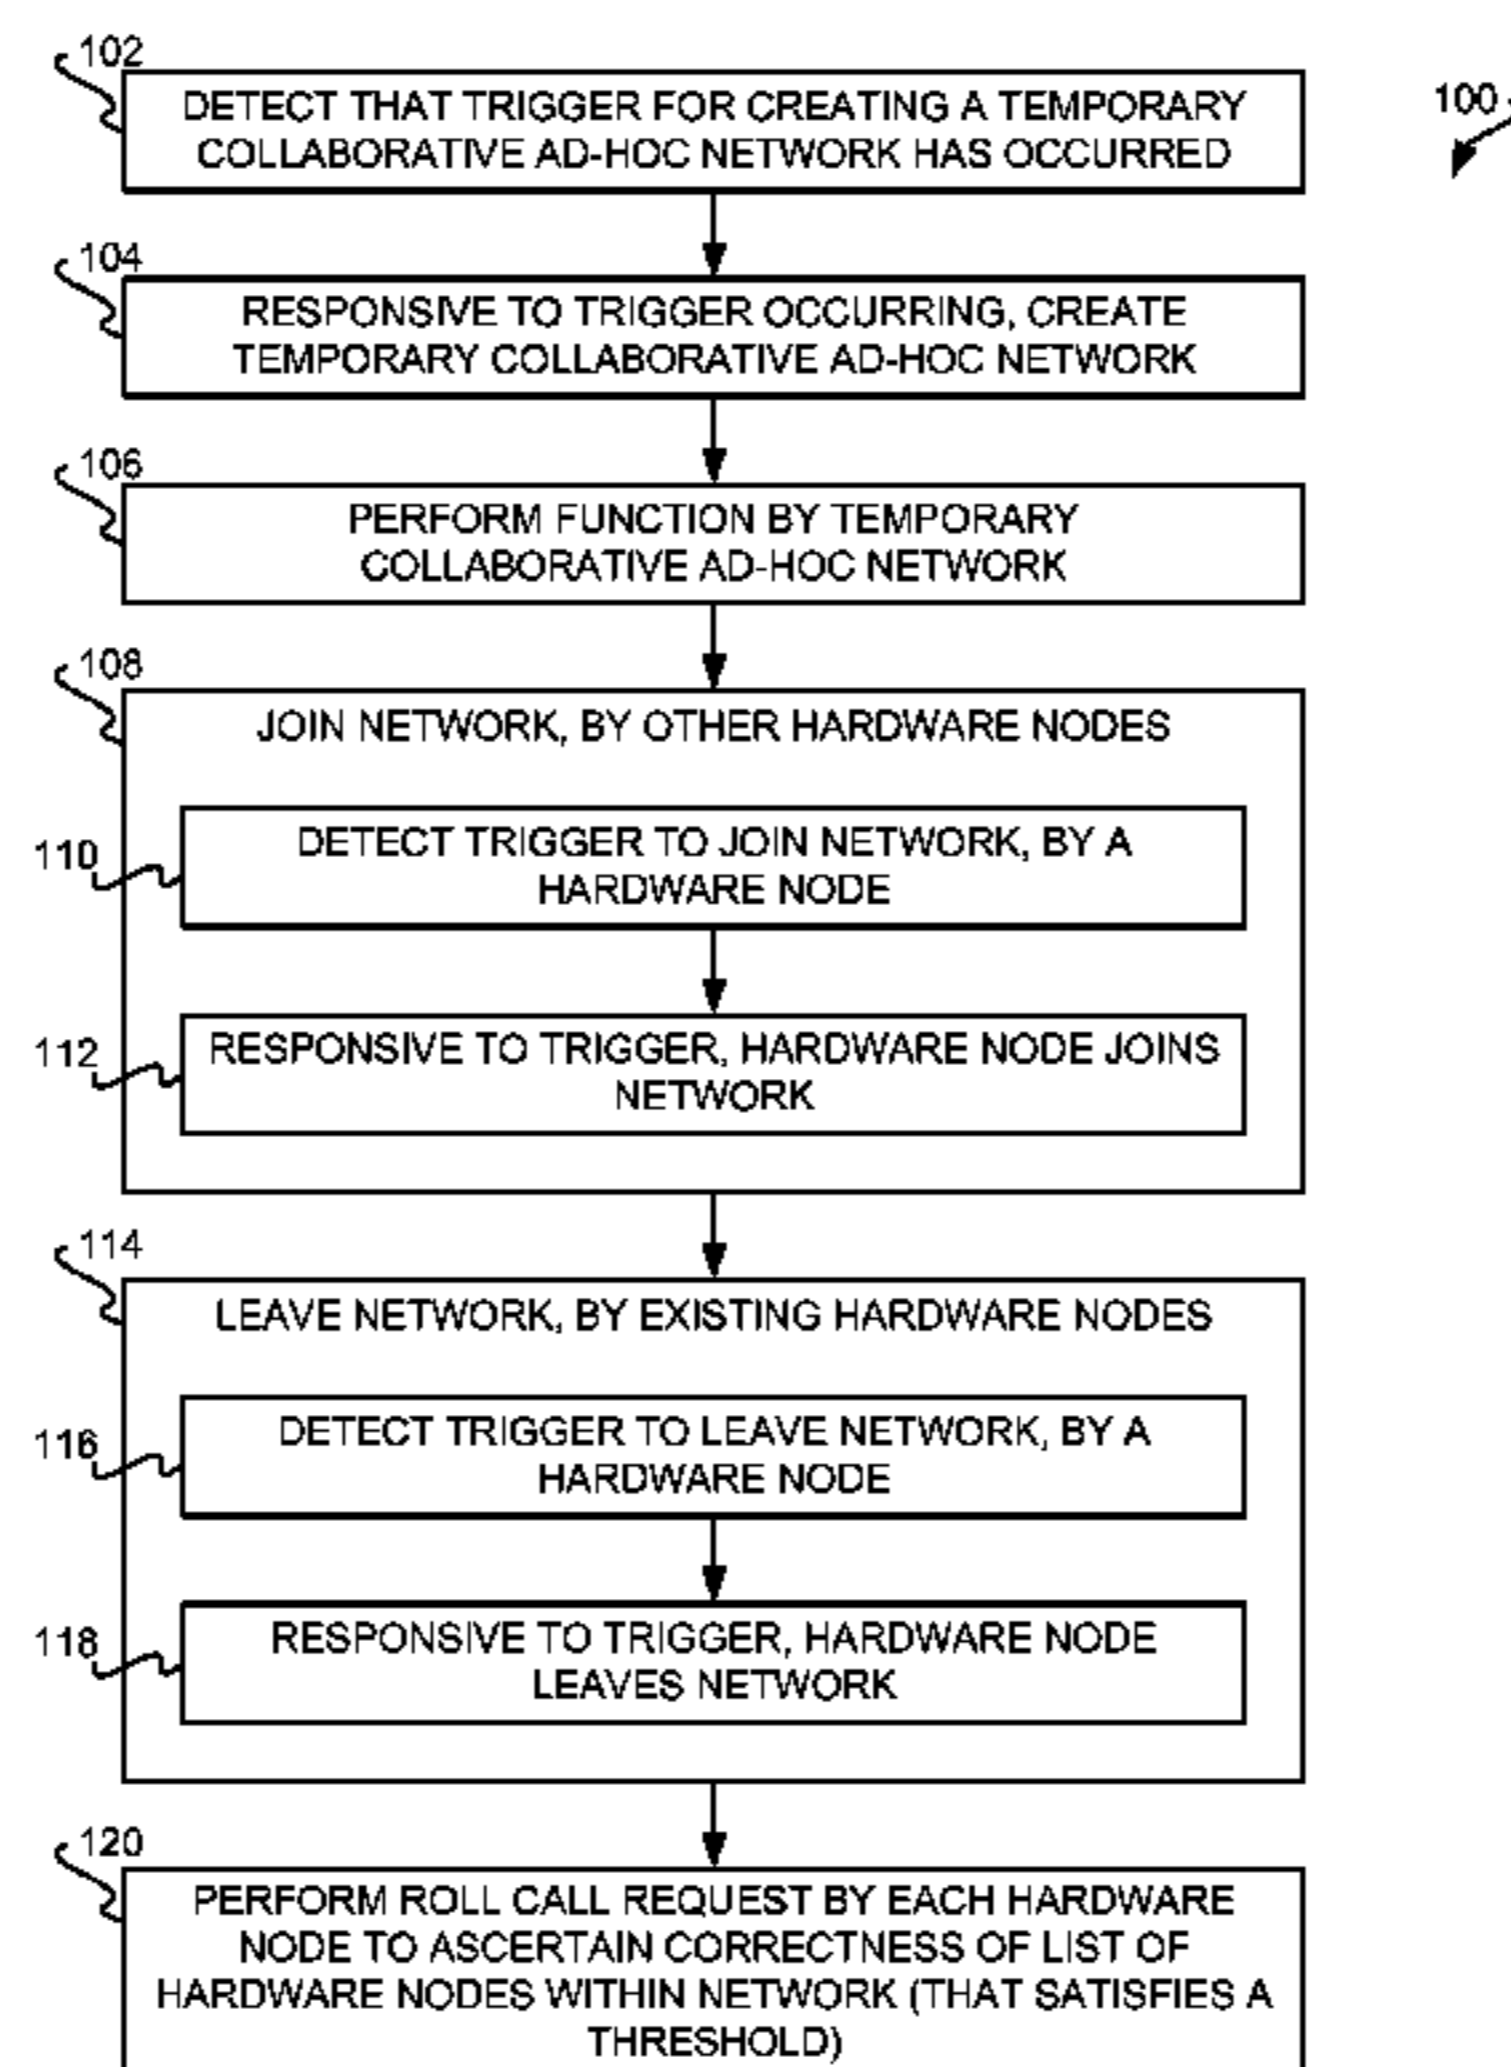 102
DETECT THAT TRIGGER FOR CREATING A TEMPORARY
COLLABORATIVE AD-HOC NETWORK HAS OCCURRED
100
104
RESPONSIVE TO TRIGGER OCCURRING, CREATE
TEMPORARY COLLABORATIVE AD-HOC NETWORK
106
PERFORM FUNCTION BY TEMPORARY
COLLABORATIVE AD-HOC NETWORK
108
JOIN NETWORK, BY OTHER HARDWARE NODES
110
DETECT TRIGGER TO JOIN NETWORK, BY A
HARDWARE NODE
112
RESPONSIVE TO TRIGGER, HARDWARE NODE JOINS
NETWORK
114
LEAVE NETWORK, BY EXISTING HARDWARE NODES
116
DETECT TRIGGER TO LEAVE NETWORK, BY A
HARDWARE NODE
118
RESPONSIVE TO TRIGGER, HARDWARE NODE
LEAVES NETWORK
120
PERFORM ROLL CALL REQUEST BY EACH HARDWARE
NODE TO ASCERTAIN CORRECTNESS OF LIST OF
HARDWARE NODES WITHIN NETWORK (THAT SATISFIES A
THRESHOLD)